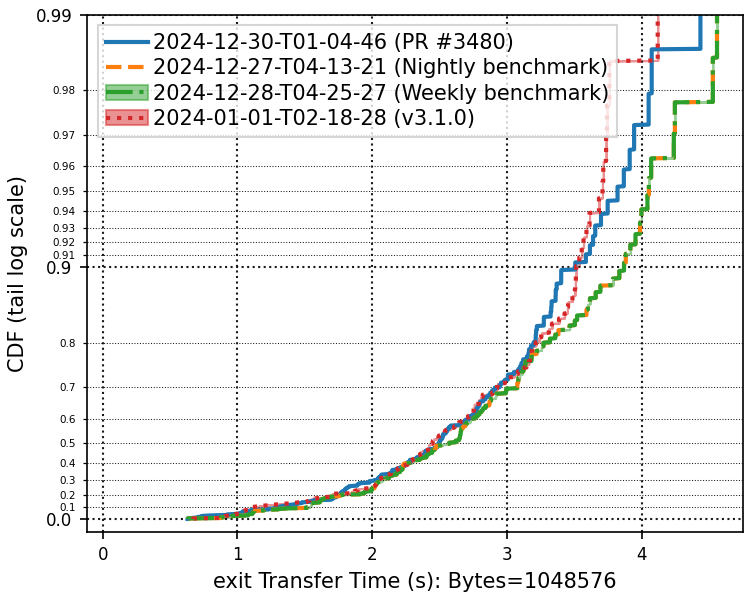 0.99
2024-12-30-T01-04-46 (PR #3480)
2024-12-27-T04-13-21 (Nightly benchmark)
2024-12-28-T04-25-27 (Weekly benchmark)
2024-01-01-T02-18-28 (v3.1.0)
0.98
0.97
0.96
0.95
0.94
0.93
0.92
0.91
0.9
0.8
0.7
0.6
0.5
0.4
0.3
0.2
0.1
0.0
CDF (tail log scale)
0 1 2 3 4
exit Transfer Time (s): Bytes=1048576